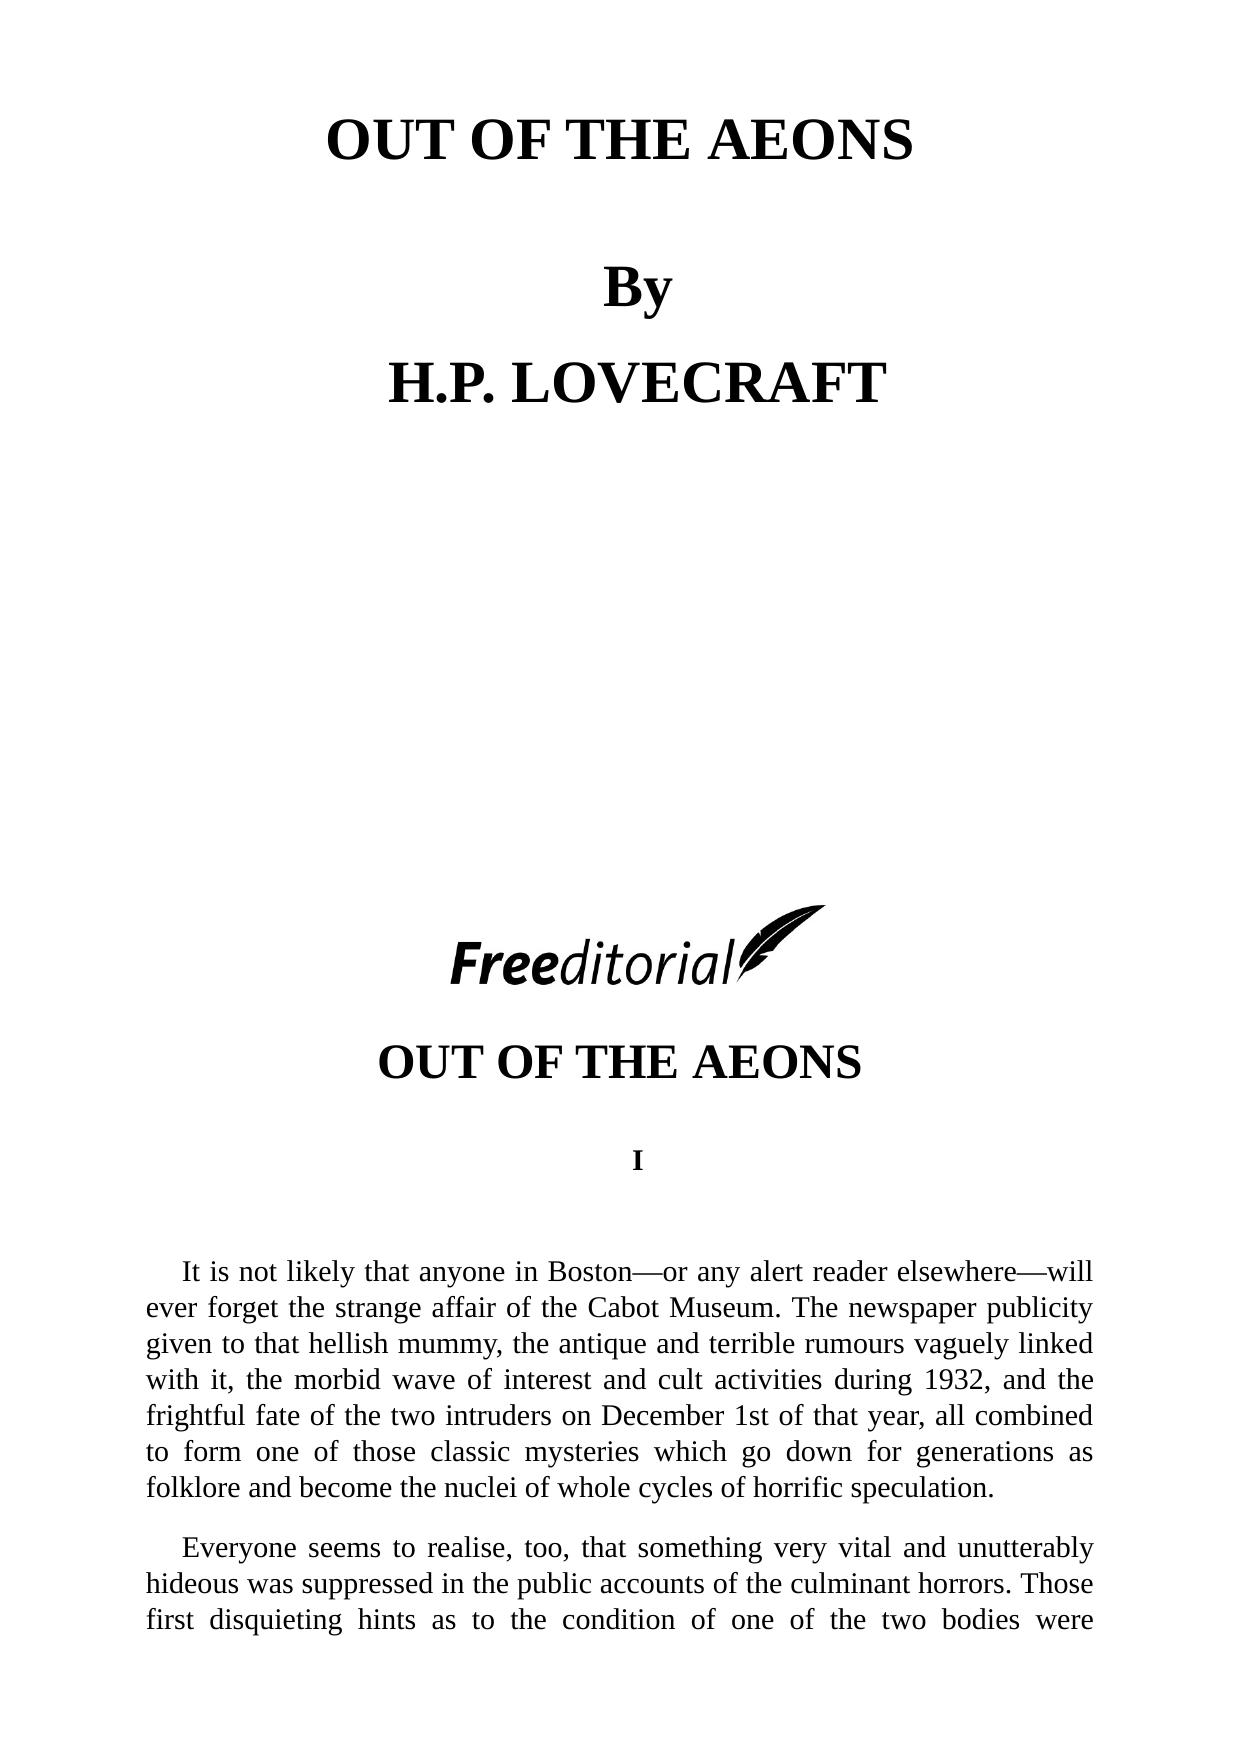 OUT OF THE AEONS
By
H.P. LOVECRAFT
Freeditorial
OUT OF THE AEONS
I
It is not likely that anyone in Boston—or any alert reader elsewhere—will
ever forget the strange affair of the Cabot Museum. The newspaper publicity
given to that hellish mummy, the antique and terrible rumours vaguely linked
with it, the morbid wave of interest and cult activities during 1932, and the
frightful fate of the two intruders on December 1st of that year, all combined
to form one of those classic mysteries which go down for generations as
folklore and become the nuclei of whole cycles of horrific speculation.
Everyone seems to realise, too, that something very vital and unutterably
hideous was suppressed in the public accounts of the culminant horrors. Those
first disquieting hints as to the condition of one of the two bodies were